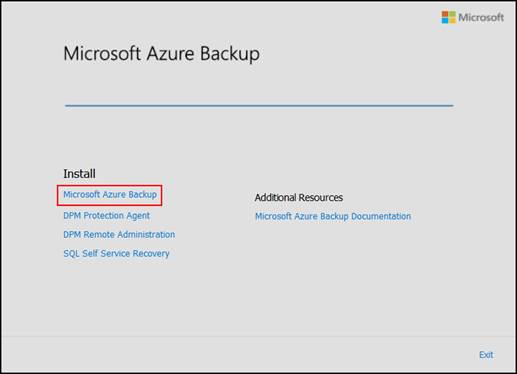 Microsoft
Microsoft Azure Backup
Install
Microsoft Azure Backup
DPM Protection Agent
DPM Remote Administration
SQL Self Service Recovery
Additional Resources
Microsoft Azure Backup Documentation
Exit